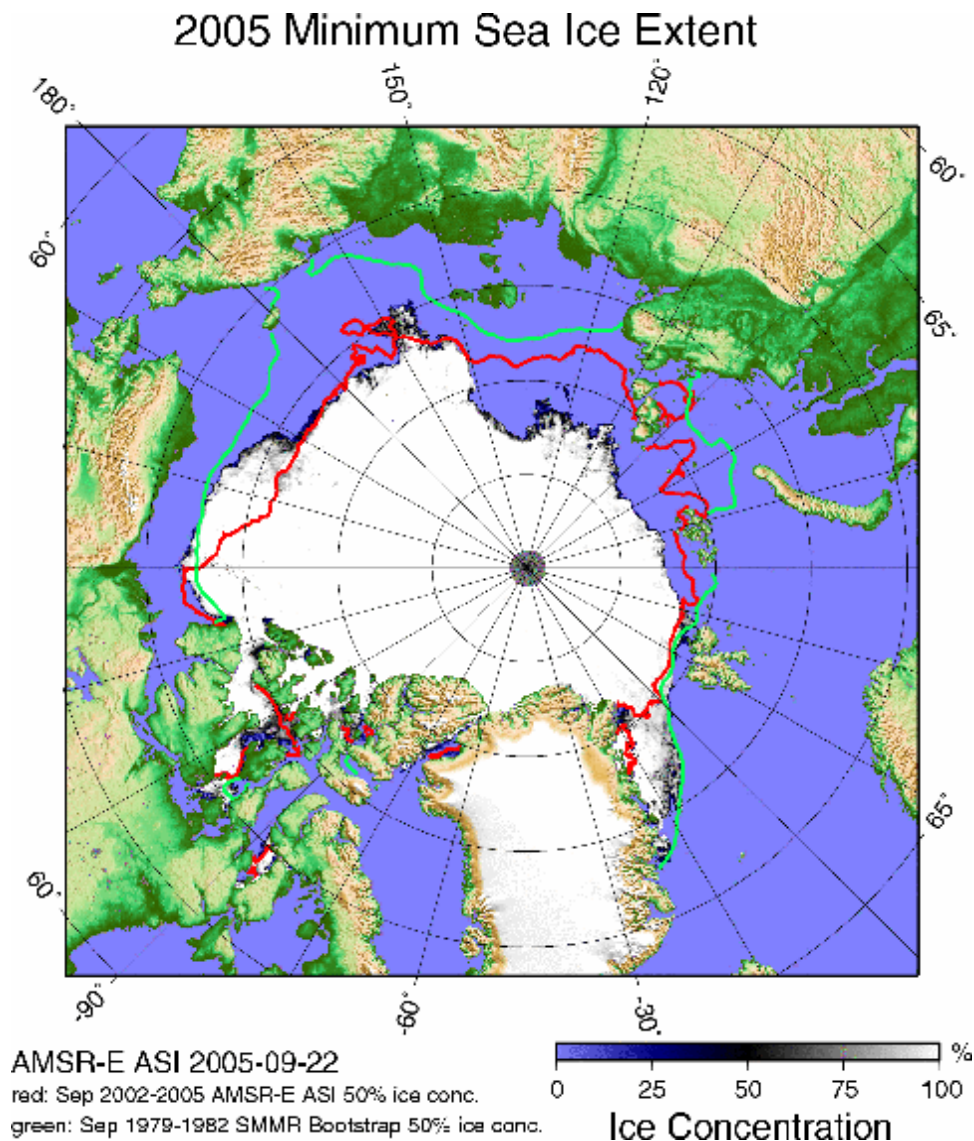 2005 Minimum Sea Ice Extent
150°
120°
180°
60°
60°
65°
65°
60°
-90°
-60°
-30°
AMSR-E ASI 2005-09-22
red: Sep 2002-2005 AMSR-E ASI 50% ice conc.
green: Sep 1979-1982 SMMR Bootstrap 50% ice conc.
%
0 25 50 75 100
Ice Concentration